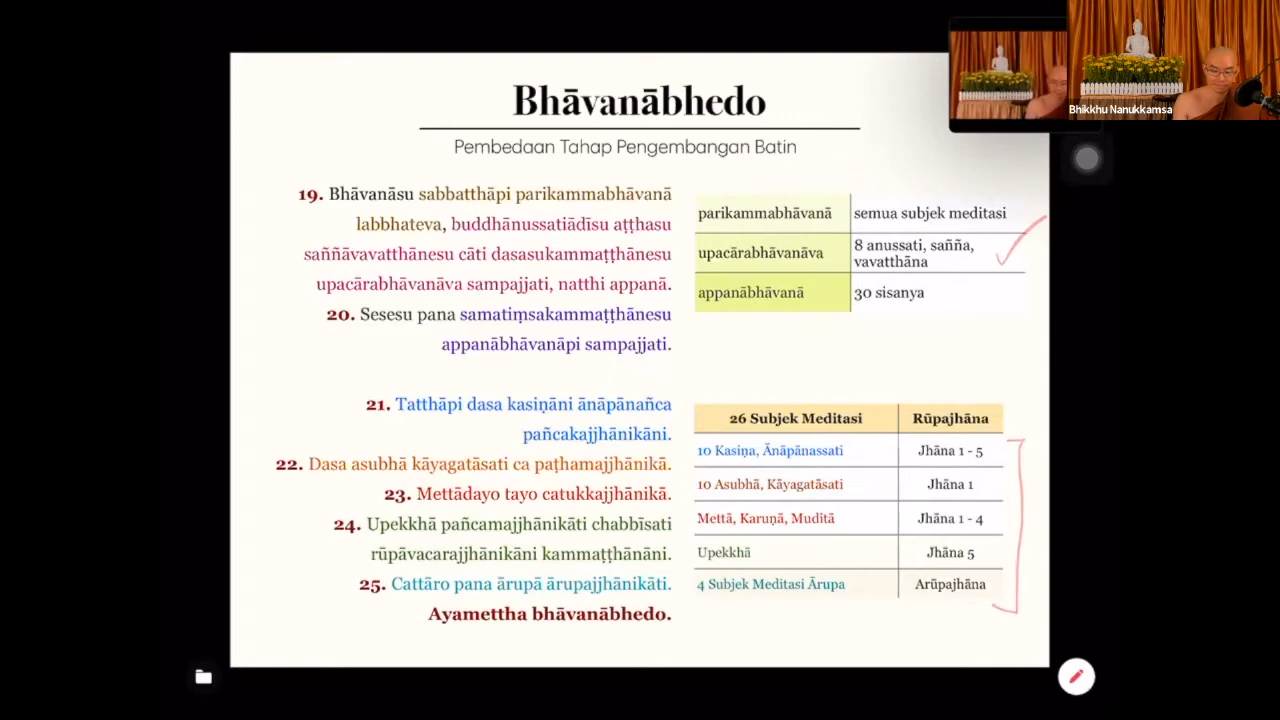 Bhāvanābhedo
Pembedaan Tahap Pengembangan Batin
Bhikkhu Nanukkamsa
19. Bhāvanāsu sabbatthāpi parikammabhāvanā
labbhateva, buddhānussatiādīsu aṭṭhasu
saññāvavatthānesu cāti dasasukammaṭṭhānesu
upacārabhāvanāva sampajjati, natthi appanā.
20. Sesesu pana samatiṃsakammaṭṭhānesu
appanābhāvanāpi sampajjati.
parikammabhāvanā semua subjek meditasi
upacārabhāvanāva 8 anussati, sañña,
vavatthāna
appanābhāvanā 30 sisanya
21. Tatthāpi dasa kasiṇāni ānāpānañca
pañcakajjhānikāni.
22. Dasa asubhā kāyagatāsati ca paṭhamajjhānikā.
23. Mettādayo tayo catukkajjhānikā.
24. Upekkhā pañcamajjhānikāti chabbīsati
rūpāvacarajjhānikāni kammaṭṭhānāni.
25. Cattāro pana ārupā ārupajjhānikāti.
Ayamettha bhāvanābhedo.
26 Subjek Meditasi Rūpajhāna
10 Kasiṇa, Ānāpānassati Jhāna 1 - 5
10 Asubhā, Kāyagatāsati Jhāna 1
Mettā, Karuṇā, Muditā Jhāna 1 - 4
Upekkhā Jhāna 5
4 Subjek Meditasi Ārupa Arūpajhāna